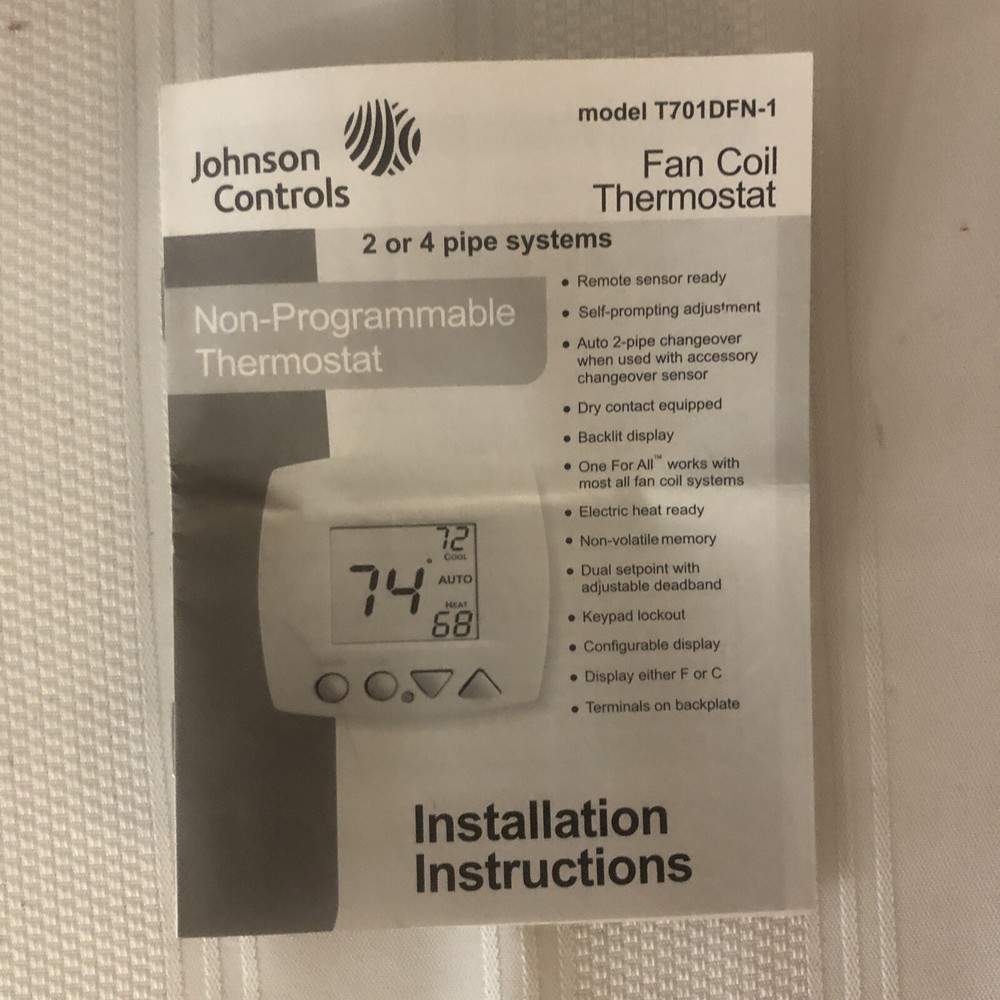 Johnson
Controls
model T701DFN-1
Fan Coil
Thermostat
2 or 4 pipe systems
Non-Programmable
Thermostat
• Remote sensor ready
• Self-prompting adjustment
• Auto 2-pipe changeover
when used with accessory
changeover sensor
• Dry contact equipped
• Backlit display
• One For All™ works with
most all fan coil systems
• Electric heat ready
• Non-volatile memory
• Dual setpoint with
adjustable deadband
• Keypad lockout
• Configurable display
• Display either F or C
• Terminals on backplate
72
COOL
74°
AUTO
HEAT
68
Installation
Instructions